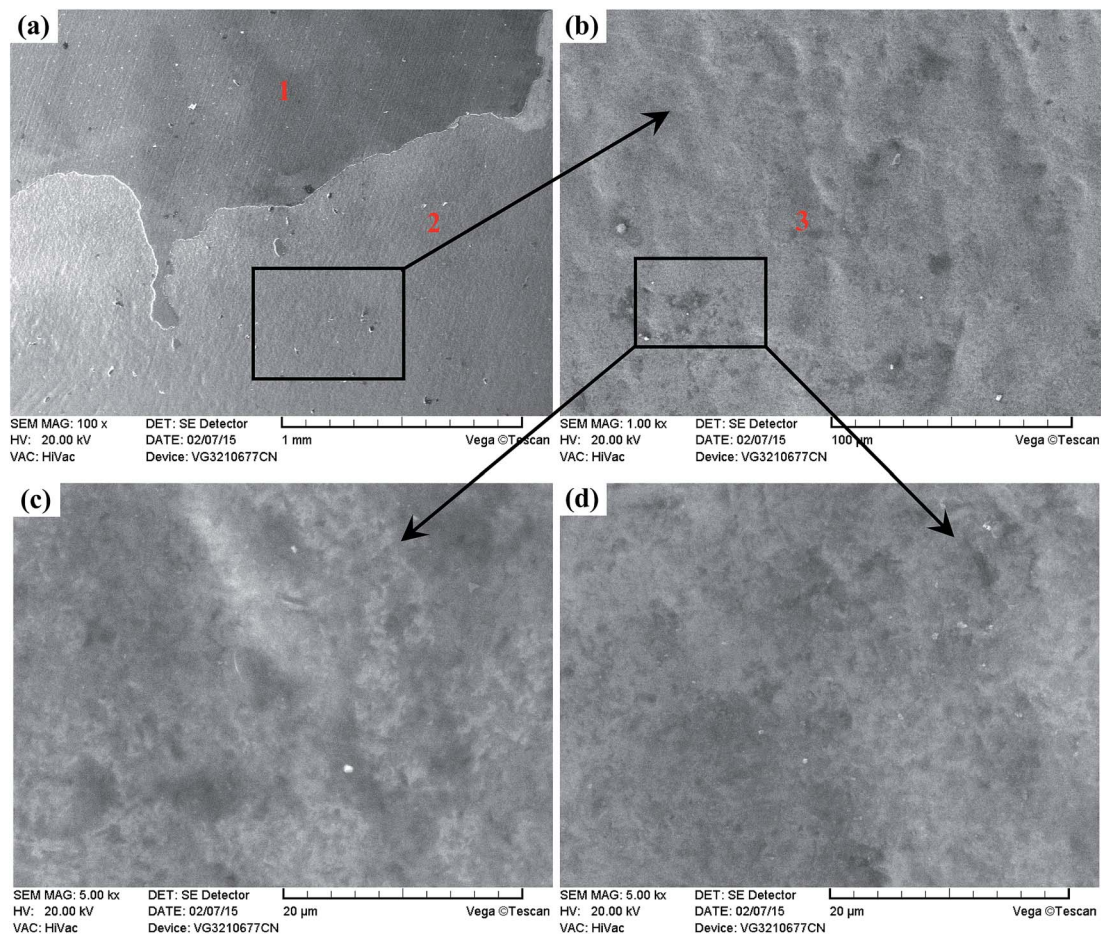 (a)
1
2
SEM MAG: 100 x DET: SE Detector
HV: 20.00 kV DATE: 02/07/15 1 mm Vega ©Tescan
VAC: HiVac Device: VG3210677CN
(b)
3
SEM MAG: 1.00 kx DET: SE Detector
HV: 20.00 kV DATE: 02/07/15 100 µm Vega ©Tescan
VAC: HiVac Device: VG3210677CN
(c)
SEM MAG: 5.00 kx DET: SE Detector
HV: 20.00 kV DATE: 02/07/15 20 µm Vega ©Tescan
VAC: HiVac Device: VG3210677CN
(d)
SEM MAG: 5.00 kx DET: SE Detector
HV: 20.00 kV DATE: 02/07/15 20 µm Vega ©Tescan
VAC: HiVac Device: VG3210677CN